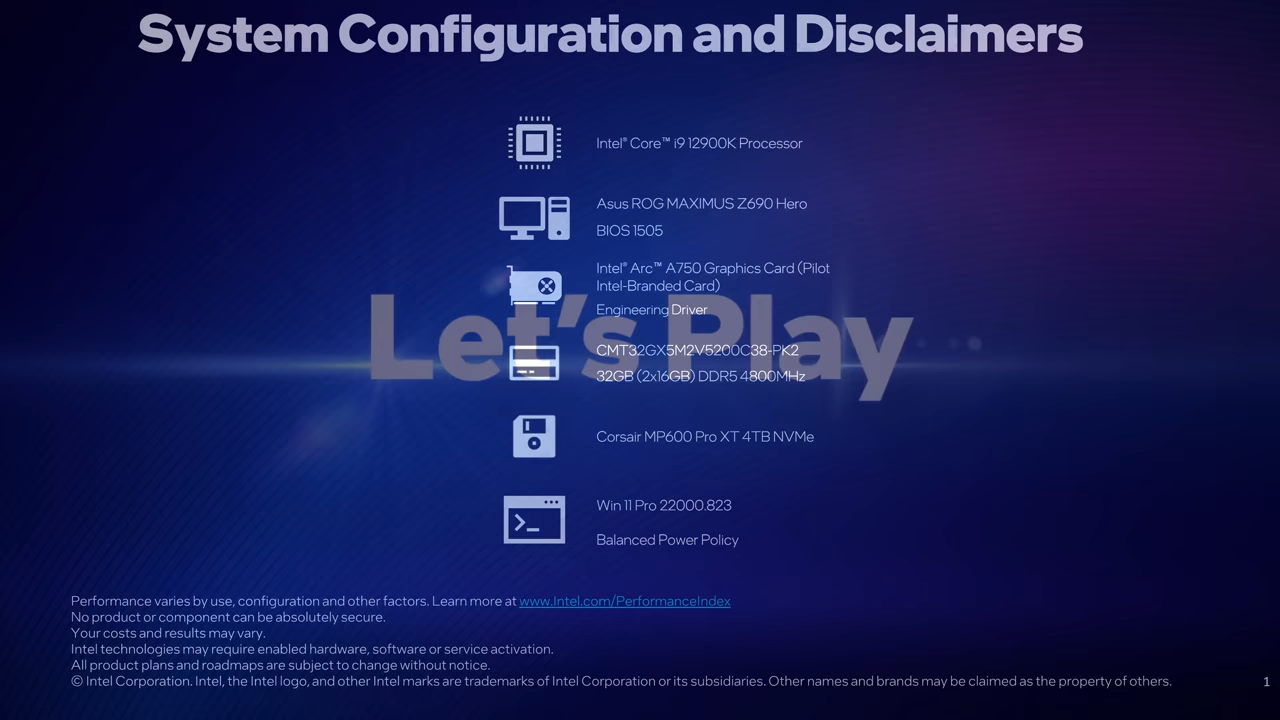 System Configuration and Disclaimers
Intel® Core™ i9 12900K Processor
Asus ROG MAXIMUS Z690 Hero
BIOS 1505
Intel® Arc™ A750 Graphics Card (Pilot
Intel-Branded Card)
Engineering Driver
Let's Play
CMT32GX5M2V5200C38-PK2
32GB (2x16GB) DDR5 4800MHz
Corsair MP600 Pro XT 4TB NVMe
Win 11 Pro 22000.823
Balanced Power Policy
Performance varies by use, configuration and other factors. Learn more at www.Intel.com/PerformanceIndex
No product or component can be absolutely secure.
Your costs and results may vary.
Intel technologies may require enabled hardware, software or service activation.
All product plans and roadmaps are subject to change without notice.
© Intel Corporation. Intel, the Intel logo, and other Intel marks are trademarks of Intel Corporation or its subsidiaries. Other names and brands may be claimed as the property of others.
1